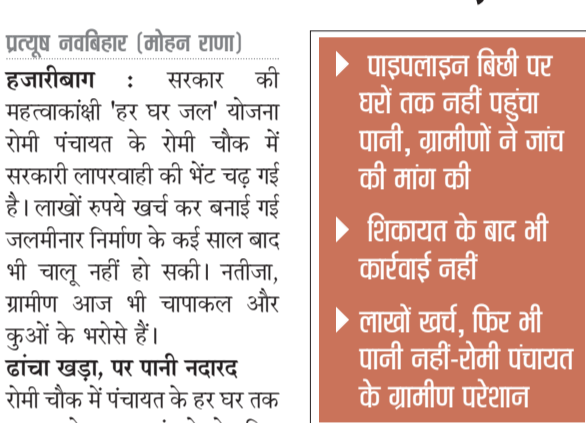 प्रत्यूष नवबिहार (मोहन राणा)
हजारीबाग : सरकार की
महत्वाकांक्षी 'हर घर जल' योजना
रोमी पंचायत के रोमी चौक में
सरकारी लापरवाही की भेंट चढ़ गई
है। लाखों रुपये खर्च कर बनाई गई
जलमीनार निर्माण के कई साल बाद
भी चालू नहीं हो सकी। नतीजा,
ग्रामीण आज भी चापाकल और
कुओं के भरोसे हैं।
ढांचा खड़ा, पर पानी नदारद
रोमी चौक में पंचायत के हर घर तक
पाइपलाइन बिछी पर
घरों तक नहीं पहुंचा
पानी, ग्रामीणों ने जांच
की मांग की
शिकायत के बाद भी
कार्रवाई नहीं
लाखों खर्च, फिर भी
पानी नहीं-रोमी पंचायत
के ग्रामीण परेशान